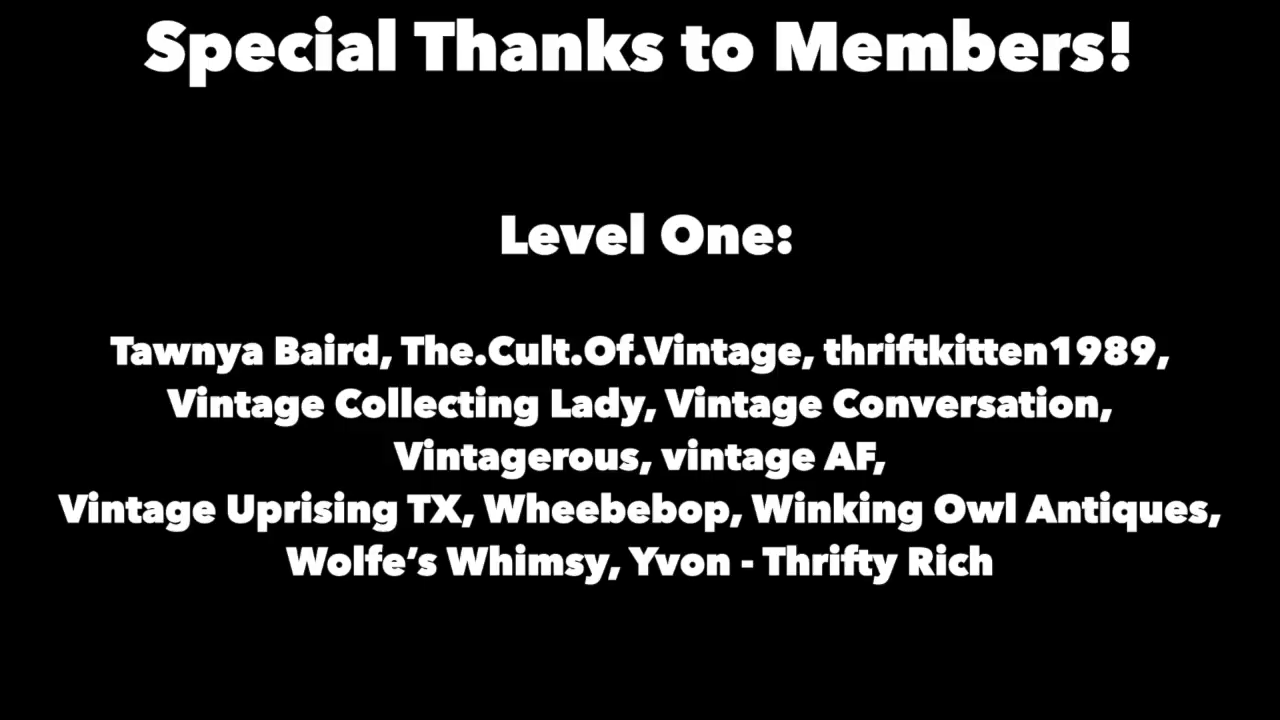 Special Thanks to Members!
Level One:
Tawnya Baird, The.Cult.Of.Vintage, thriftkitten1989,
Vintage Collecting Lady, Vintage Conversation,
Vintagerous, vintage AF,
Vintage Uprising TX, Wheebebop, Winking Owl Antiques,
Wolfe’s Whimsy, Yvon - Thrifty Rich